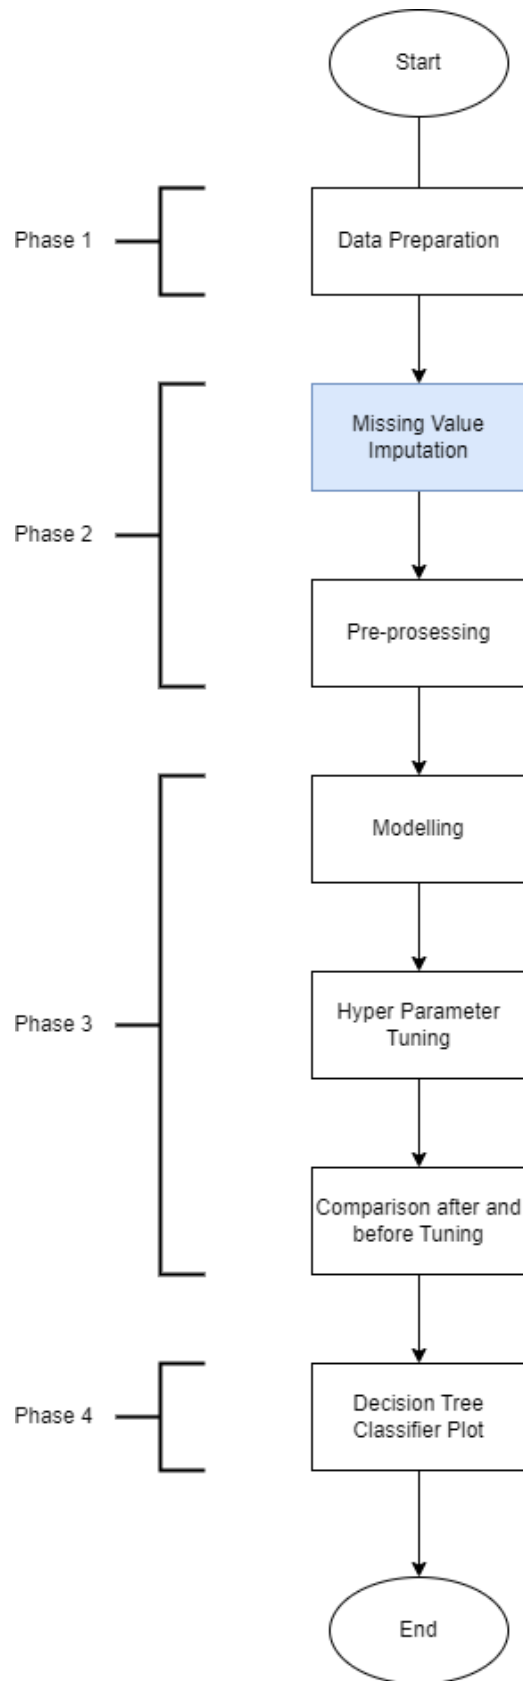 Start
Phase 1
Data Preparation
Missing Value
Imputation
Phase 2
Pre-prosessing
Modelling
Phase 3
Hyper Parameter
Tuning
Comparison after and
before Tuning
Phase 4
Decision Tree
Classifier Plot
End